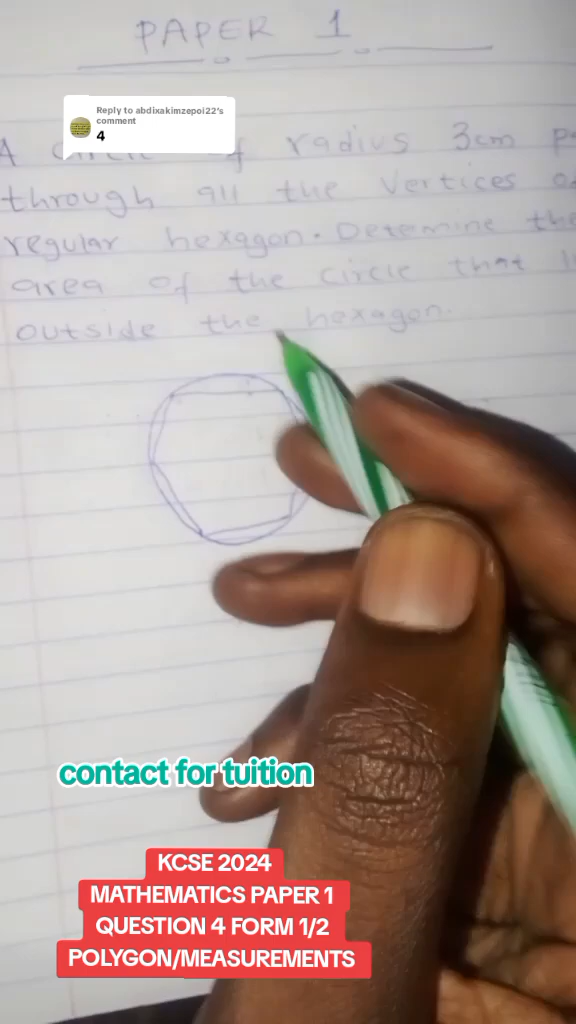 PAPER 1
Reply to abdixakimzepoi22's
comment
4
A of radius 3cm
through all the Vertices
regular hexagon. Detemine the
area of the circle that
outside the hexagon.
contact for tuition
KCSE 2024
MATHEMATICS PAPER 1
QUESTION 4 FORM 1/2
POLYGON/MEASUREMENTS